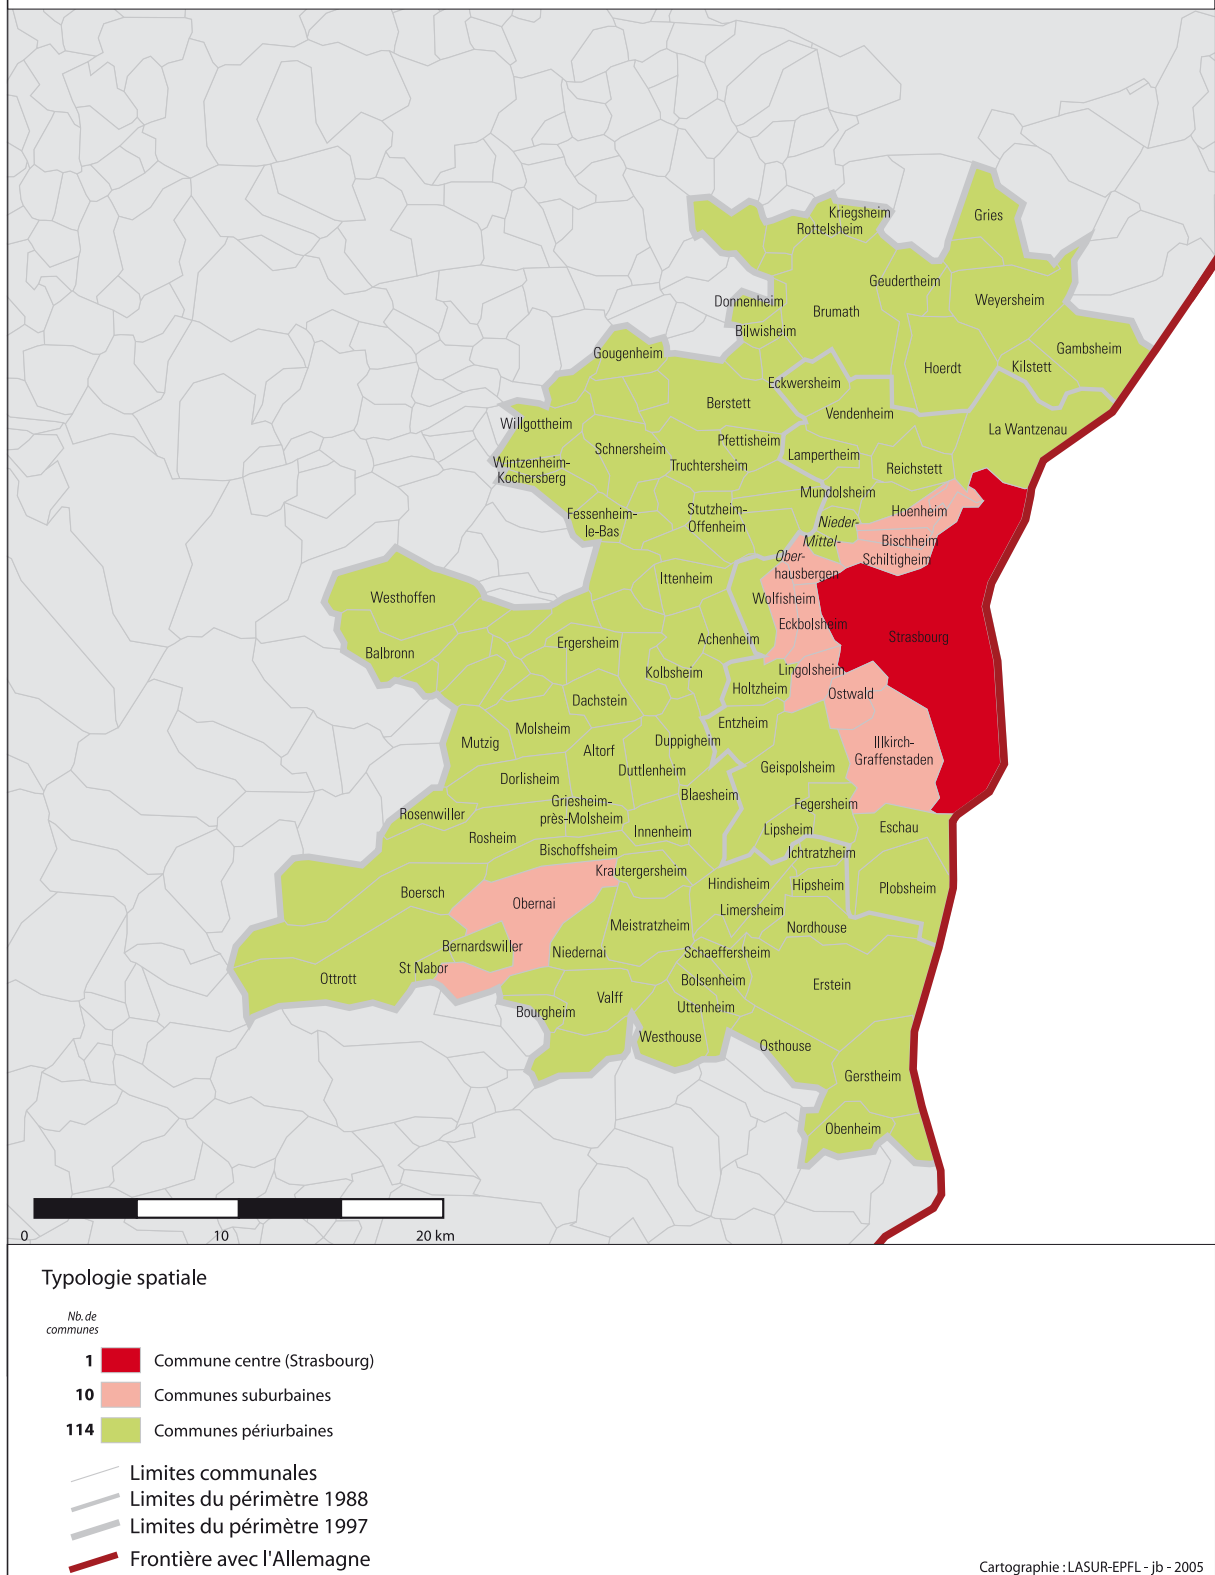 Kriegsheim
Rottelsheim
Gries
Geudertheim
Donnenheim
Brumath
Weyersheim
Bilwisheim
Gougenheim
Gambsheim
Hoerdt
Kilstett
Eckwersheim
Berstett
Vendenheim
Willgottheim
La Wantzenau
Pfettisheim
Schnersheim
Lampertheim
Truchtersheim
Reichstett
Wintzenheim-
Kochersberg
Mundolsheim
Fessenheim-
le-Bas
Stutzheim-
Offenheim
Hoenheim
Nieder-
Mittel-
Bischheim
Ober-
hausbergen
Schiltigheim
Ittenheim
Westhoffen
Wolfisheim
Eckbolsheim
Strasbourg
Ergersheim
Achenheim
Balbronn
Kolbsheim
Lingolsheim
Holtzheim
Ostwald
Dachstein
Entzheim
Molsheim
Mutzig
Altorf
Duppigheim
Illkirch-
Graffenstaden
Geispolsheim
Duttlenheim
Dorlisheim
Blaesheim
Fegersheim
Griesheim-
près-Molsheim
Rosenwiller
Innenheim
Lipsheim
Eschau
Rosheim
Bischoffsheim
Ichtratzheim
Krautergersheim
Hindisheim
Hipsheim
Plobsheim
Boersch
Obernai
Limersheim
Meistratzheim
Nordhouse
Bernardswiller
Niedernai
Schaeffersheim
St Nabor
Ottrott
Bolsenheim
Erstein
Valff
Uttenheim
Bourgheim
Westhouse
Osthouse
Gerstheim
Obenheim
0 10 20 km
Typologie spatiale
Nb. de
communes
1 Commune centre (Strasbourg)
10 Communes suburbaines
114 Communes périurbaines
Limites communales
Limites du périmètre 1988
Limites du périmètre 1997
Frontière avec l'Allemagne
Cartographie : LASUR-EPFL - jb - 2005